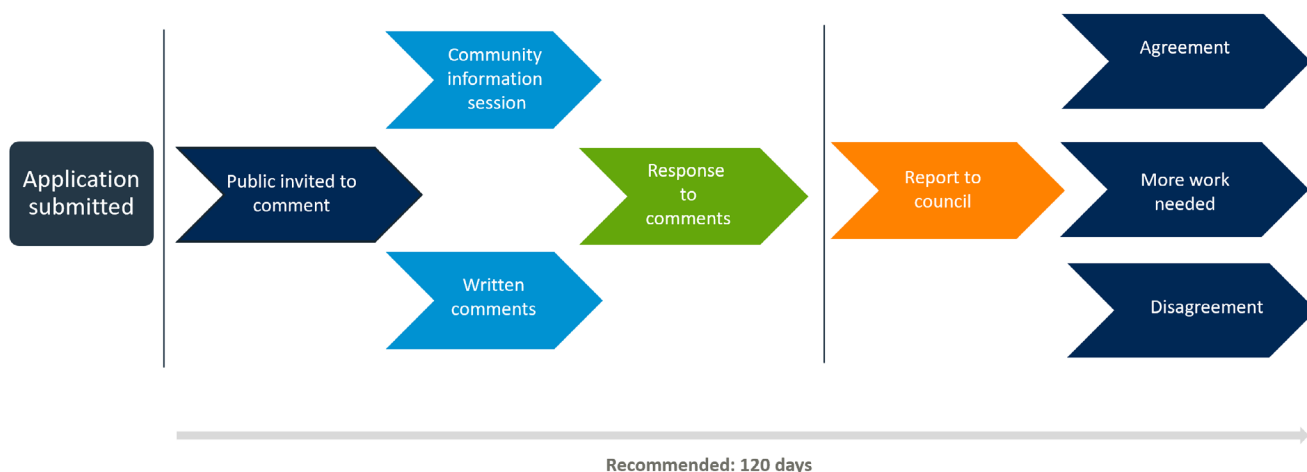 Application
submitted
Public invited to
comment
Community
information
session
Written
comments
Response
to
comments
Report to
council
Agreement
More work
needed
Disagreement
Recommended: 120 days